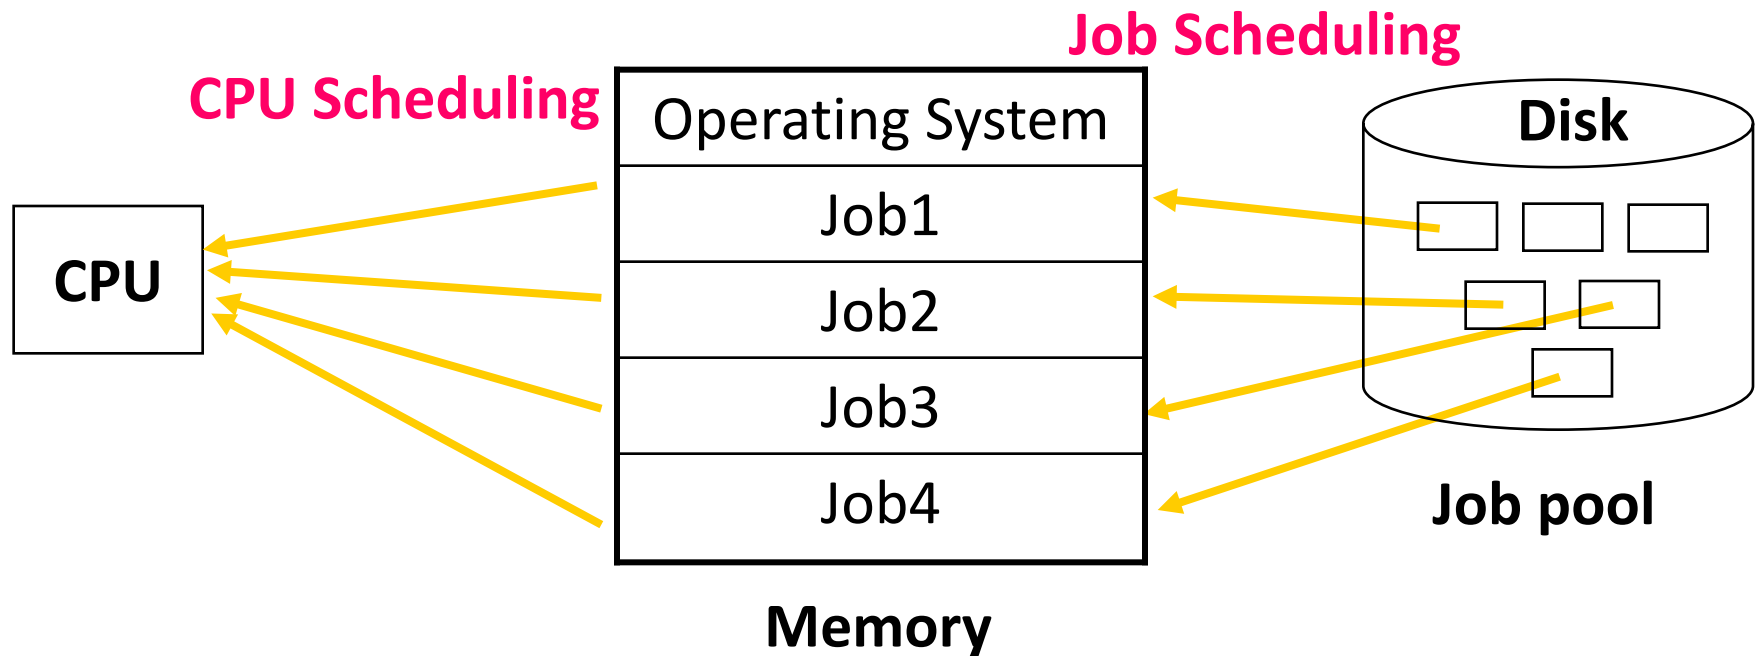 Job Scheduling
CPU Scheduling
Operating System
Disk
Job1
CPU
Job2
Job3
Job4
Job pool
Memory